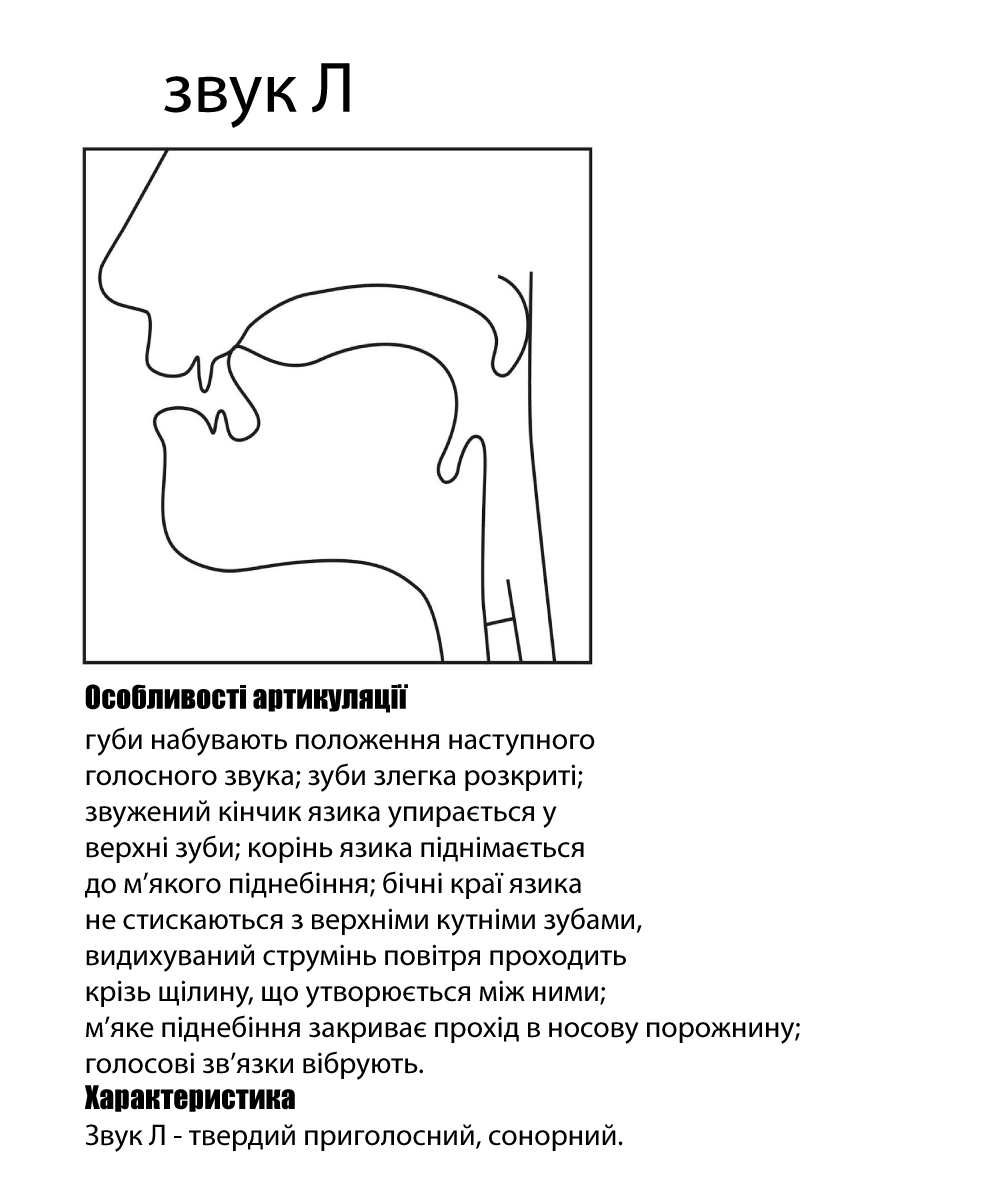 звук Л
Особливості артикуляції
губи набувають положення наступного
голосного звука; зуби злегка розкриті;
звужений кінчик язика упирається у
верхні зуби; корінь язика піднімається
до м’якого піднебіння; бічні краї язика
не стискаються з верхніми кутніми зубами,
видихуваний струмінь повітря проходить
крізь щілину, що утворюється між ними;
м’яке піднебіння закриває прохід в носову порожнину;
голосові зв’язки вібрують.
Характеристика
Звук Л - твердий приголосний, сонорний.